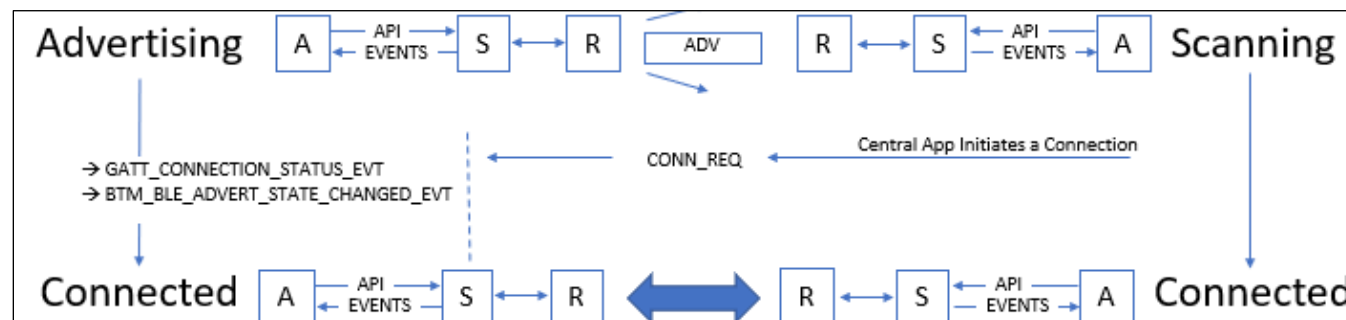 Advertising A API EVENTS S R ADV R S API EVENTS A Scanning
Central App Initiates a Connection
CONN_REQ
→ GATT_CONNECTION_STATUS_EVT
→ BTM_BLE_ADVERT_STATE_CHANGED_EVT
Connected A API EVENTS S R R S API EVENTS A Connected